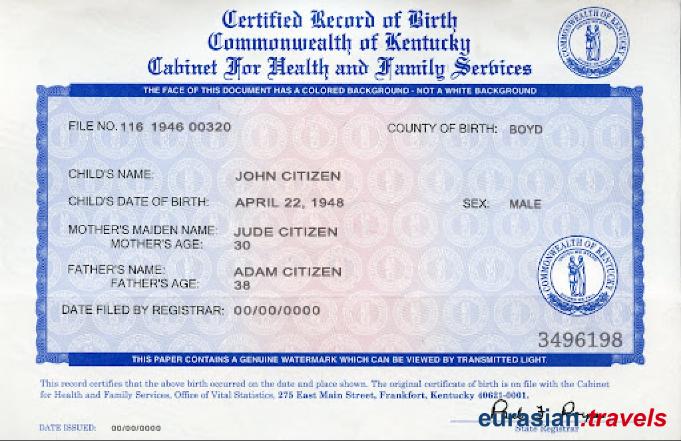 Certified Record of Birth
Commonwealth of Kentucky
Cabinet For Health and Family Services
COMMONWEALTH OF KENTUCKY
THE FACE OF THIS DOCUMENT HAS A COLORED BACKGROUND - NOT A WHITE BACKGROUND
FILE NO. 116 1946 00320 COUNTY OF BIRTH: BOYD
CHILD'S NAME: JOHN CITIZEN
CHILD'S DATE OF BIRTH: APRIL 22, 1948 SEX: MALE
MOTHER'S MAIDEN NAME: JUDE CITIZEN
MOTHER'S AGE: 30
FATHER'S NAME: ADAM CITIZEN
FATHER'S AGE: 38
COMMONWEALTH OF KENTUCKY
DATE FILED BY REGISTRAR: 00/00/0000
3496198
THIS PAPER CONTAINS A GENUINE WATERMARK WHICH CAN BE VIEWED BY TRANSMITTED LIGHT.
This record certifies that the above birth occurred on the date and place shown. The original certificate of birth is on file with the Cabinet
for Health and Family Services, Office of Vital Statistics, 275 East Main Street, Frankfort, Kentucky 40621-0001.
eurasian.travels
DATE ISSUED: 00/00/0000 State Registrar